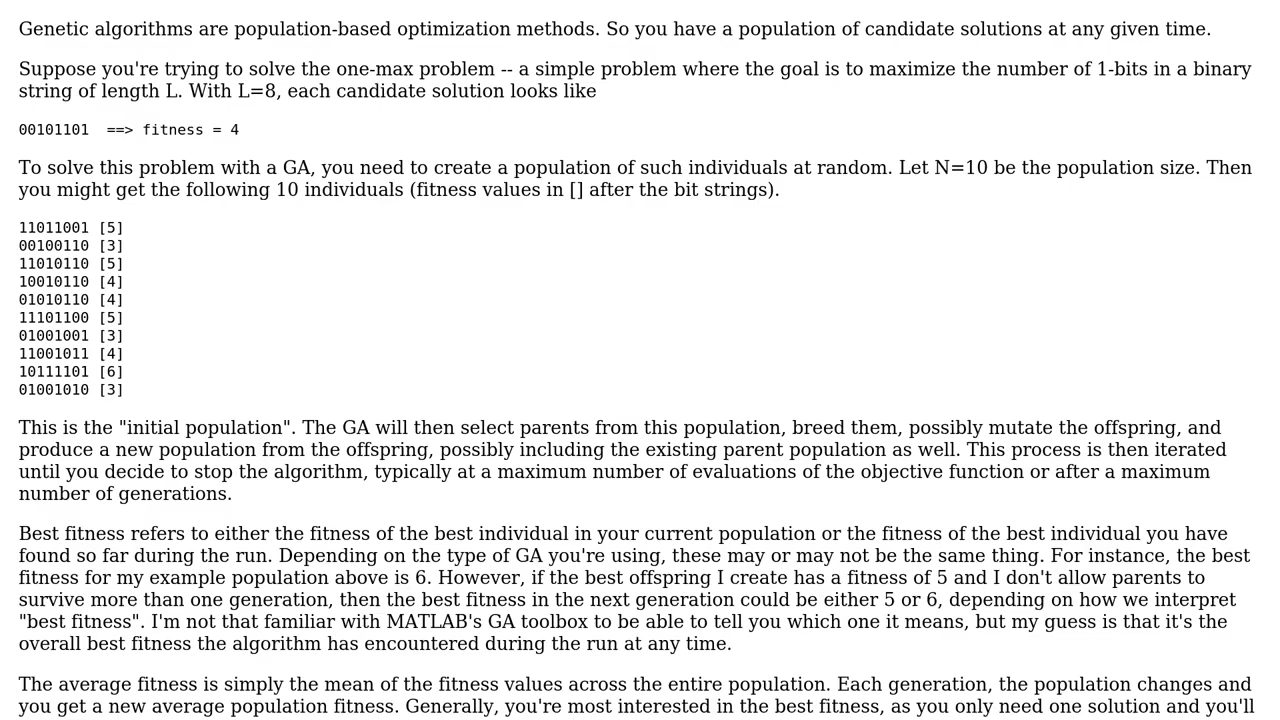 Genetic algorithms are population-based optimization methods. So you have a population of candidate solutions at any given time.
Suppose you're trying to solve the one-max problem -- a simple problem where the goal is to maximize the number of 1-bits in a binary
string of length L. With L=8, each candidate solution looks like
00101101  ==> fitness = 4
To solve this problem with a GA, you need to create a population of such individuals at random. Let N=10 be the population size. Then
you might get the following 10 individuals (fitness values in [] after the bit strings).
11011001 [5]
00100110 [3]
11010110 [5]
10010110 [4]
01010110 [4]
11101100 [5]
01001001 [3]
11001011 [4]
10111101 [6]
01001010 [3]
This is the "initial population". The GA will then select parents from this population, breed them, possibly mutate the offspring, and
produce a new population from the offspring, possibly including the existing parent population as well. This process is then iterated
until you decide to stop the algorithm, typically at a maximum number of evaluations of the objective function or after a maximum
number of generations.
Best fitness refers to either the fitness of the best individual in your current population or the fitness of the best individual you have
found so far during the run. Depending on the type of GA you're using, these may or may not be the same thing. For instance, the best
fitness for my example population above is 6. However, if the best offspring I create has a fitness of 5 and I don't allow parents to
survive more than one generation, then the best fitness in the next generation could be either 5 or 6, depending on how we interpret
"best fitness". I'm not that familiar with MATLAB's GA toolbox to be able to tell you which one it means, but my guess is that it's the
overall best fitness the algorithm has encountered during the run at any time.
The average fitness is simply the mean of the fitness values across the entire population. Each generation, the population changes and
you get a new average population fitness. Generally, you're most interested in the best fitness, as you only need one solution and you'll